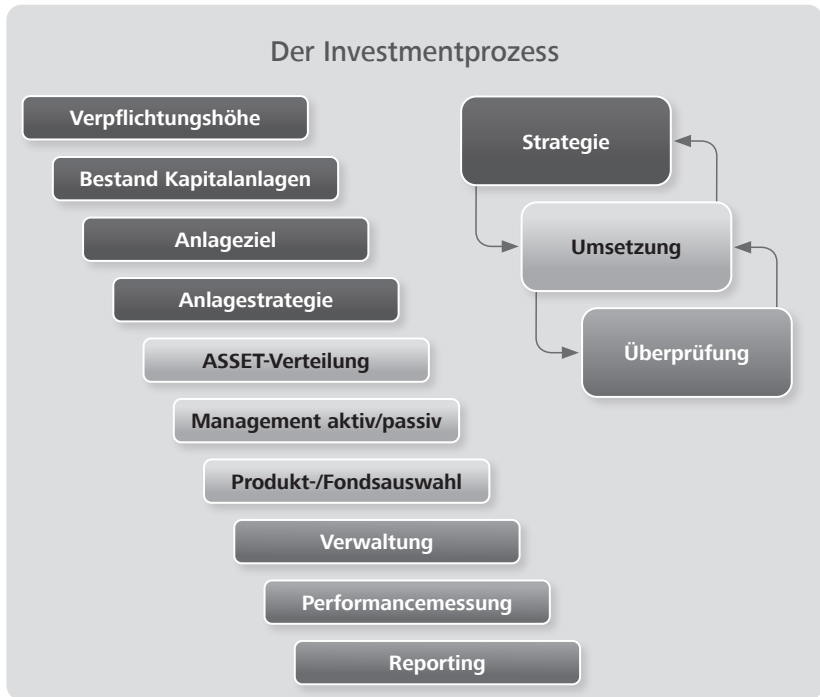 Der Investmentprozess
Verpflichtungshöhe
Bestand Kapitalanlagen
Anlageziel
Anlagestrategie
ASSET-Verteilung
Management aktiv/passiv
Produkt-/Fondsauswahl
Verwaltung
Performancemessung
Reporting
Strategie
Umsetzung
Überprüfung